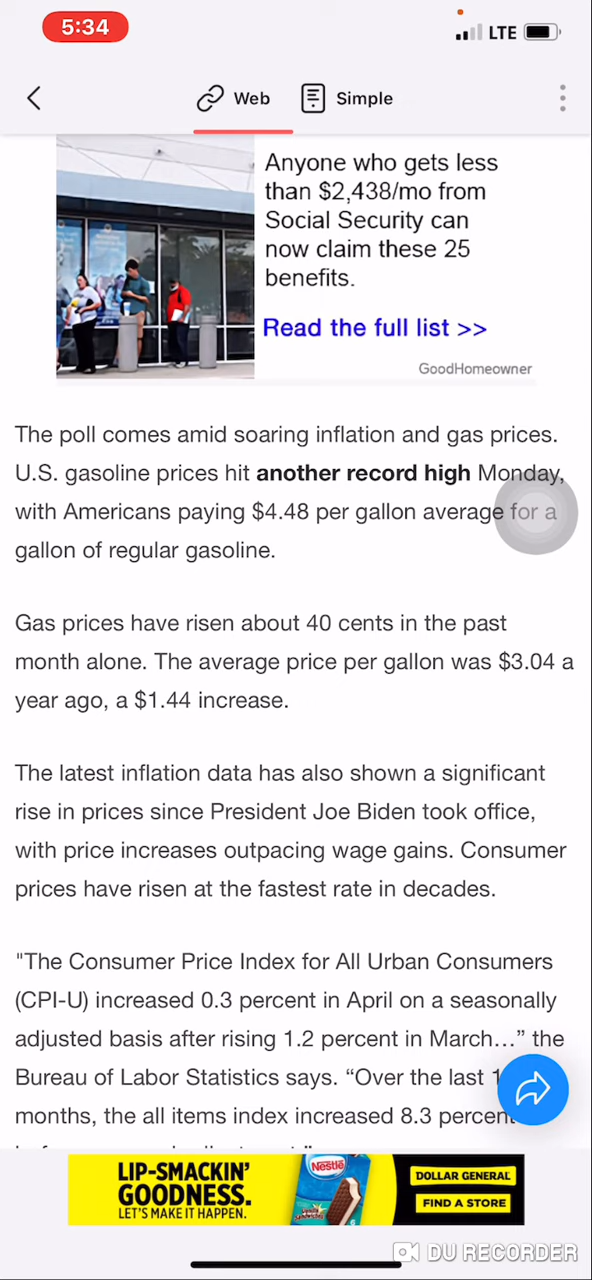 5:34
LTE
Web
Simple
Anyone who gets less
than $2,438/mo from
Social Security can
now claim these 25
benefits.
Read the full list >>
GoodHomeowner
The poll comes amid soaring inflation and gas prices.
U.S. gasoline prices hit another record high Monday,
with Americans paying $4.48 per gallon average for a
gallon of regular gasoline.
Gas prices have risen about 40 cents in the past
month alone. The average price per gallon was $3.04 a
year ago, a $1.44 increase.
The latest inflation data has also shown a significant
rise in prices since President Joe Biden took office,
with price increases outpacing wage gains. Consumer
prices have risen at the fastest rate in decades.
"The Consumer Price Index for All Urban Consumers
(CPI-U) increased 0.3 percent in April on a seasonally
adjusted basis after rising 1.2 percent in March…” the
Bureau of Labor Statistics says. “Over the last
months, the all items index increased 8.3 percent
LIP-SMACKIN’
GOODNESS.
LET'S MAKE IT HAPPEN.
Nestlé
DOLLAR GENERAL
FIND A STORE
DU RECORDER